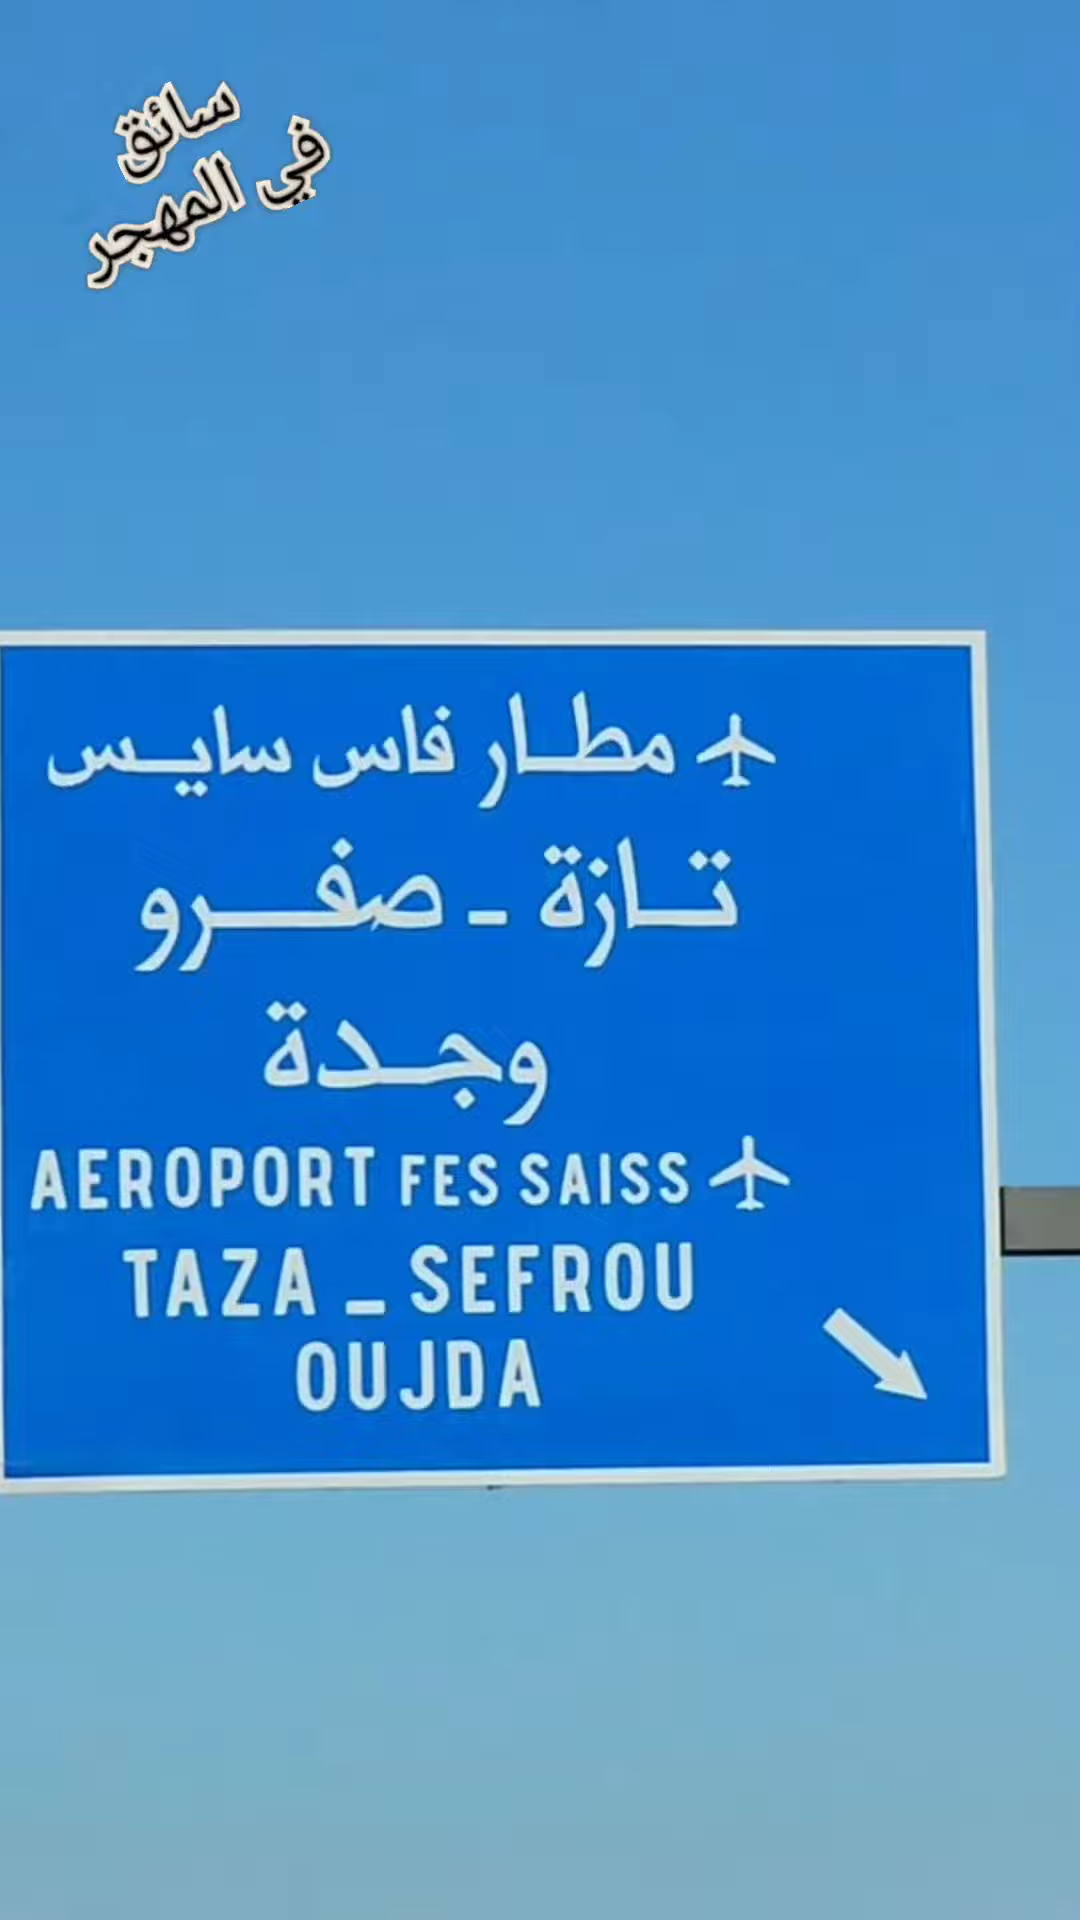 سائق
في المهجر
مطار فاس سايس
تازة - صفرو
وجدة
AEROPORT FES SAISS
TAZA - SEFROU
OUJDA